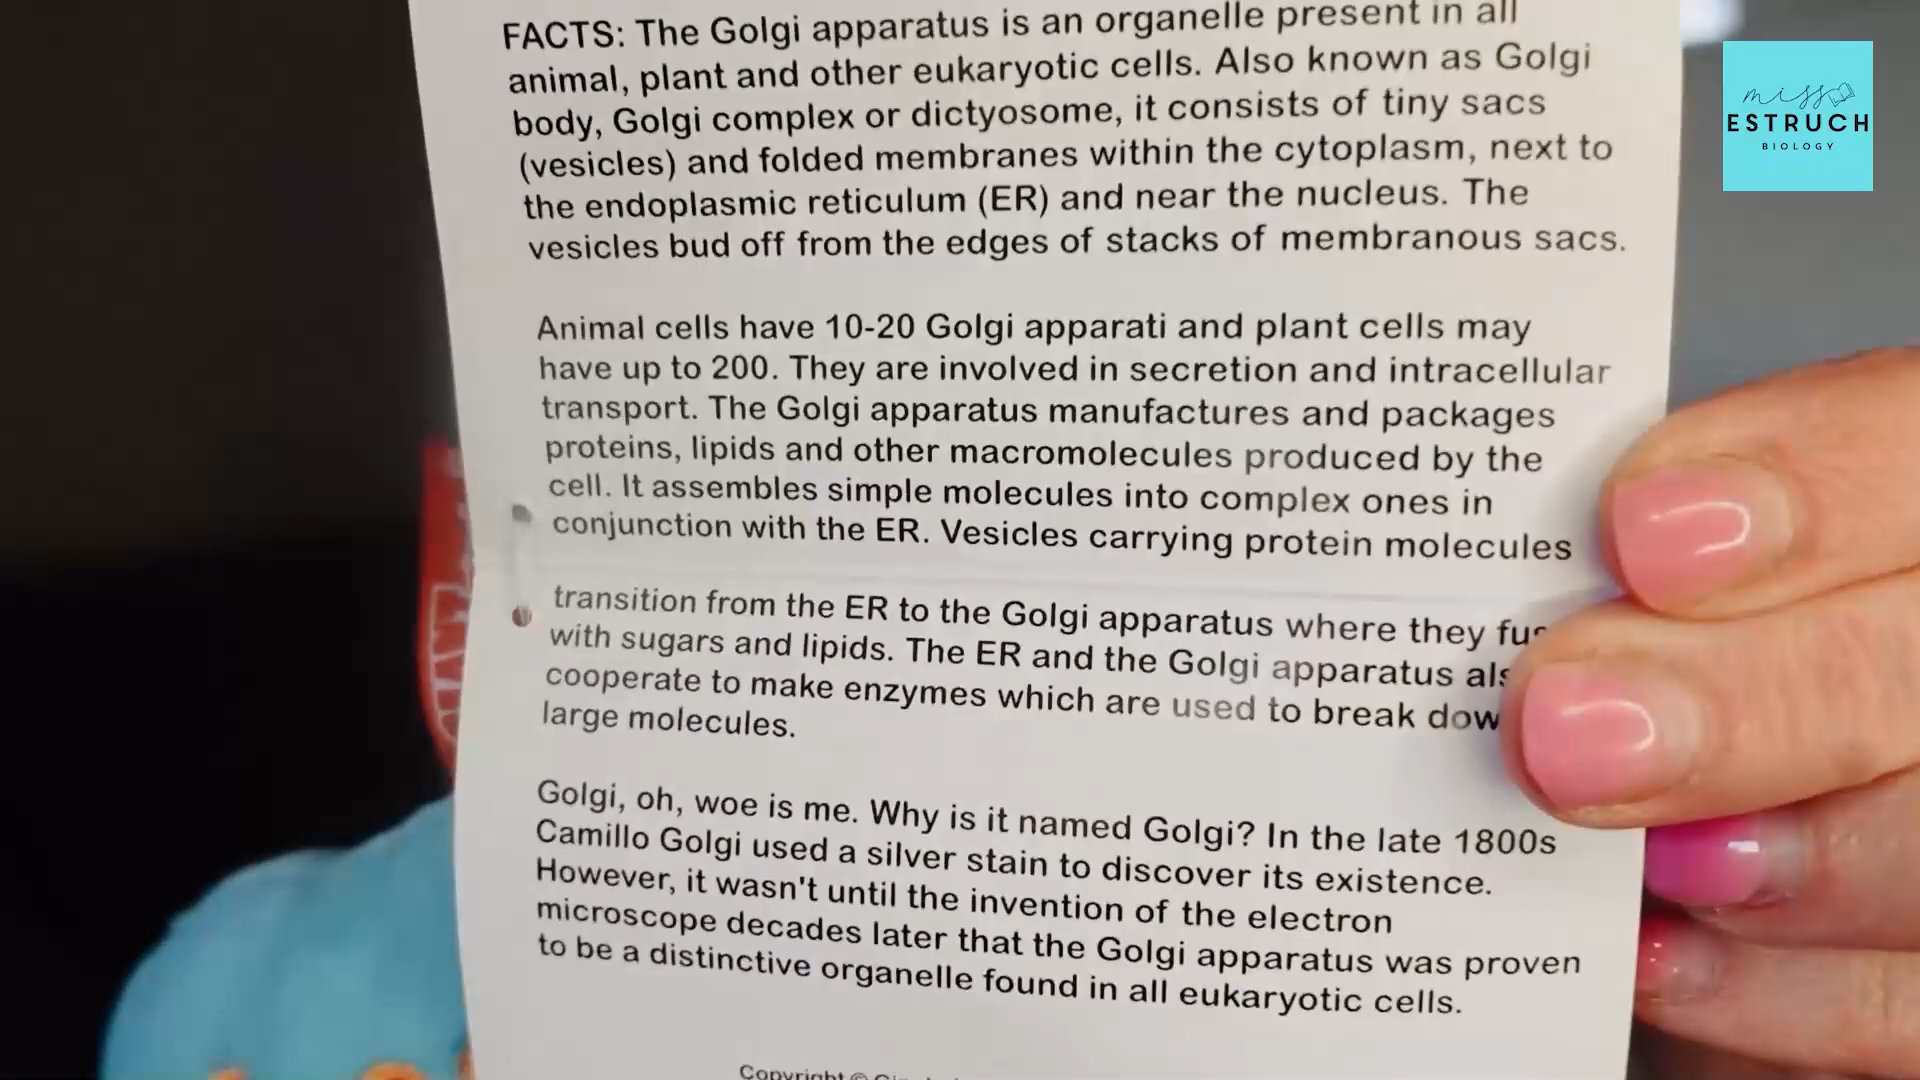 FACTS: The Golgi apparatus is an organelle present in all
animal, plant and other eukaryotic cells. Also known as Golgi
body, Golgi complex or dictyosome, it consists of tiny sacs
(vesicles) and folded membranes within the cytoplasm, next to
the endoplasmic reticulum (ER) and near the nucleus. The
vesicles bud off from the edges of stacks of membranous sacs.
Animal cells have 10-20 Golgi apparati and plant cells may
have up to 200. They are involved in secretion and intracellular
transport. The Golgi apparatus manufactures and packages
proteins, lipids and other macromolecules produced by the
cell. It assembles simple molecules into complex ones in
conjunction with the ER. Vesicles carrying protein molecules
transition from the ER to the Golgi apparatus where they
with sugars and lipids. The ER and the Golgi apparatus
cooperate to make enzymes which are used to break
large molecules.
Golgi, oh, woe is me. Why is it named Golgi? In the late 1800s
Camillo Golgi used a silver stain to discover its existence.
However, it wasn't until the invention of the electron
microscope decades later that the Golgi apparatus was proven
to be a distinctive organelle found in all eukaryotic cells.
Copyright ©
miss
ESTRUCH
BIOLOGY